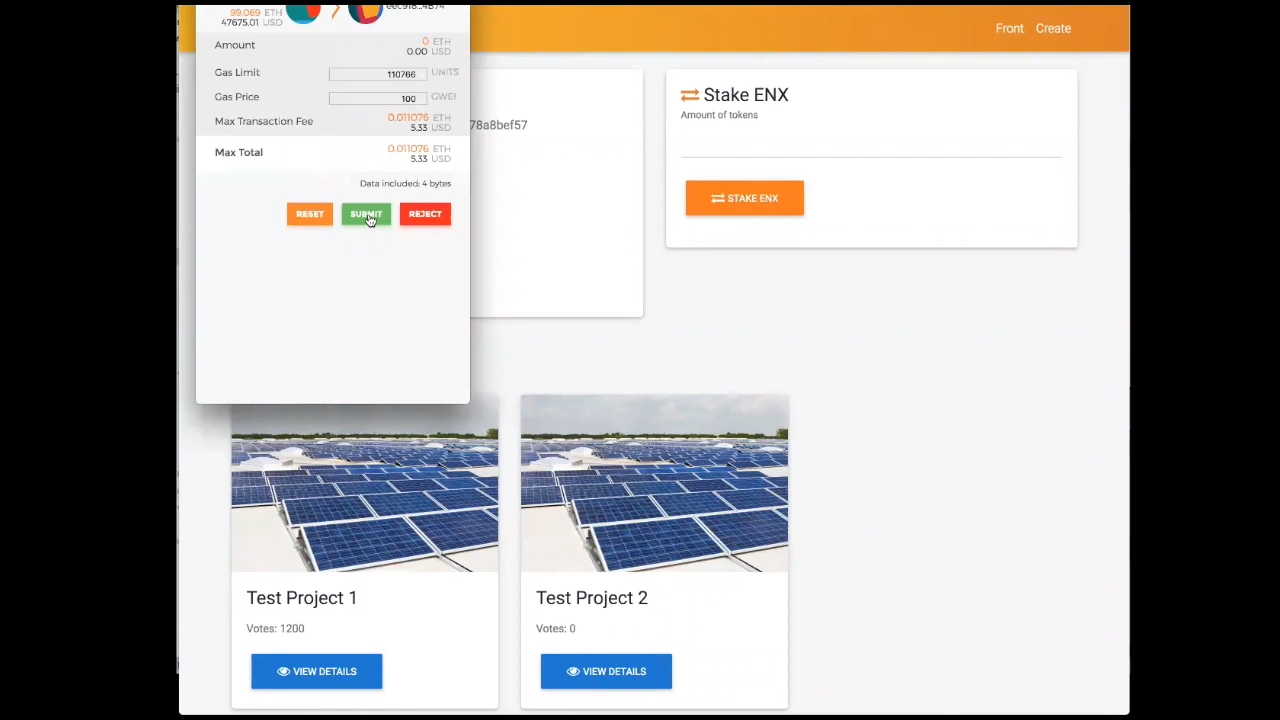 Front Create
99.069 ETH
47675.01 USD
Amount 0 ETH
0.00 USD
Gas Limit 110766 UNITS
Gas Price 100 GWEI
Max Transaction Fee 0.011076 ETH
5.33 USD
Max Total 0.011076 ETH
5.33 USD
Data included: 4 bytes
RESET SUBMIT REJECT
78a8bef57
Stake ENX
Amount of tokens
STAKE ENX
Test Project 1
Votes: 1200
VIEW DETAILS
Test Project 2
Votes: 0
VIEW DETAILS